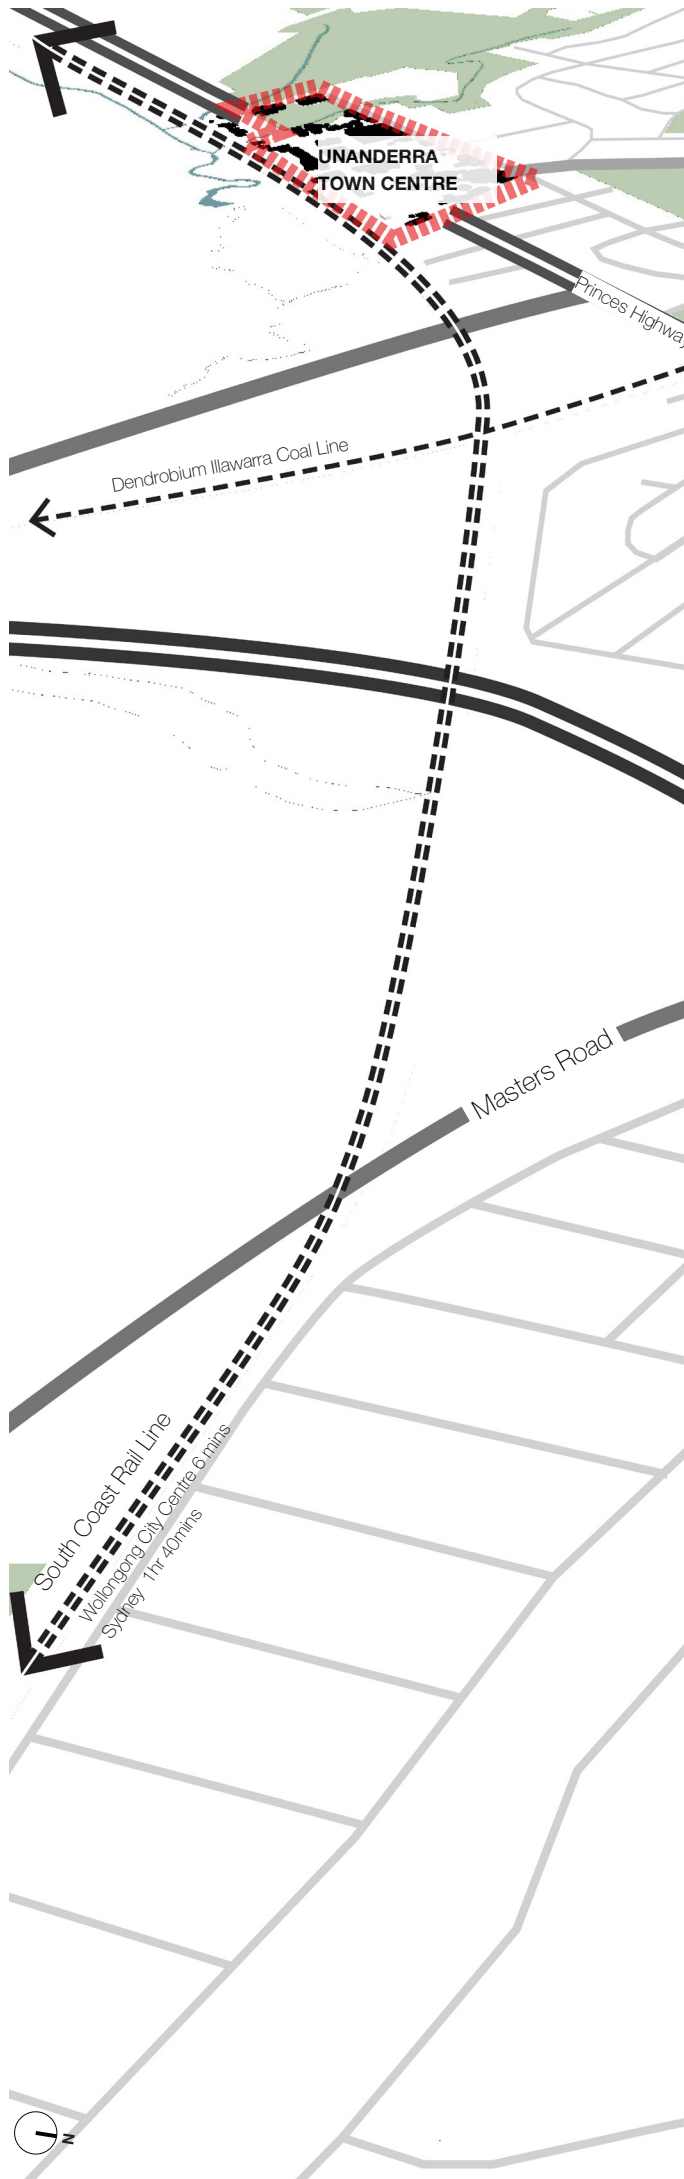 UNANDERRA
TOWN CENTRE
Princes Highway
Dendrobium Illawarra Coal Line
Masters Road
South Coast Rail Line
Wollongong City Centre 6 mins
Sydney 1hr 40mins
N